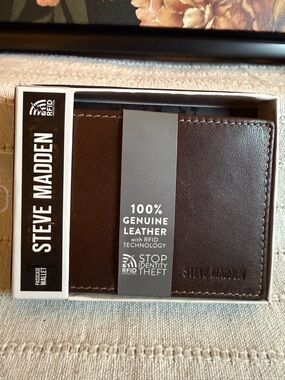 RFID
STEVE MADDEN
PASSCASE
WALLET
100%
GENUINE
LEATHER
with RFID
TECHNOLOGY
RFID
STOP
IDENTITY
THEFT
STEVE MADDEN